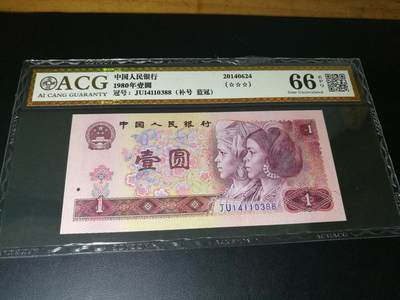 ACG
AI CANG GUARANTY
中国人民银行
1980年壹圆
冠号：JU14110388（补号 蓝冠）
20140624
(☆☆☆)
66 EPQ
中国人民银行
壹圆
1
1
1
JU14110388